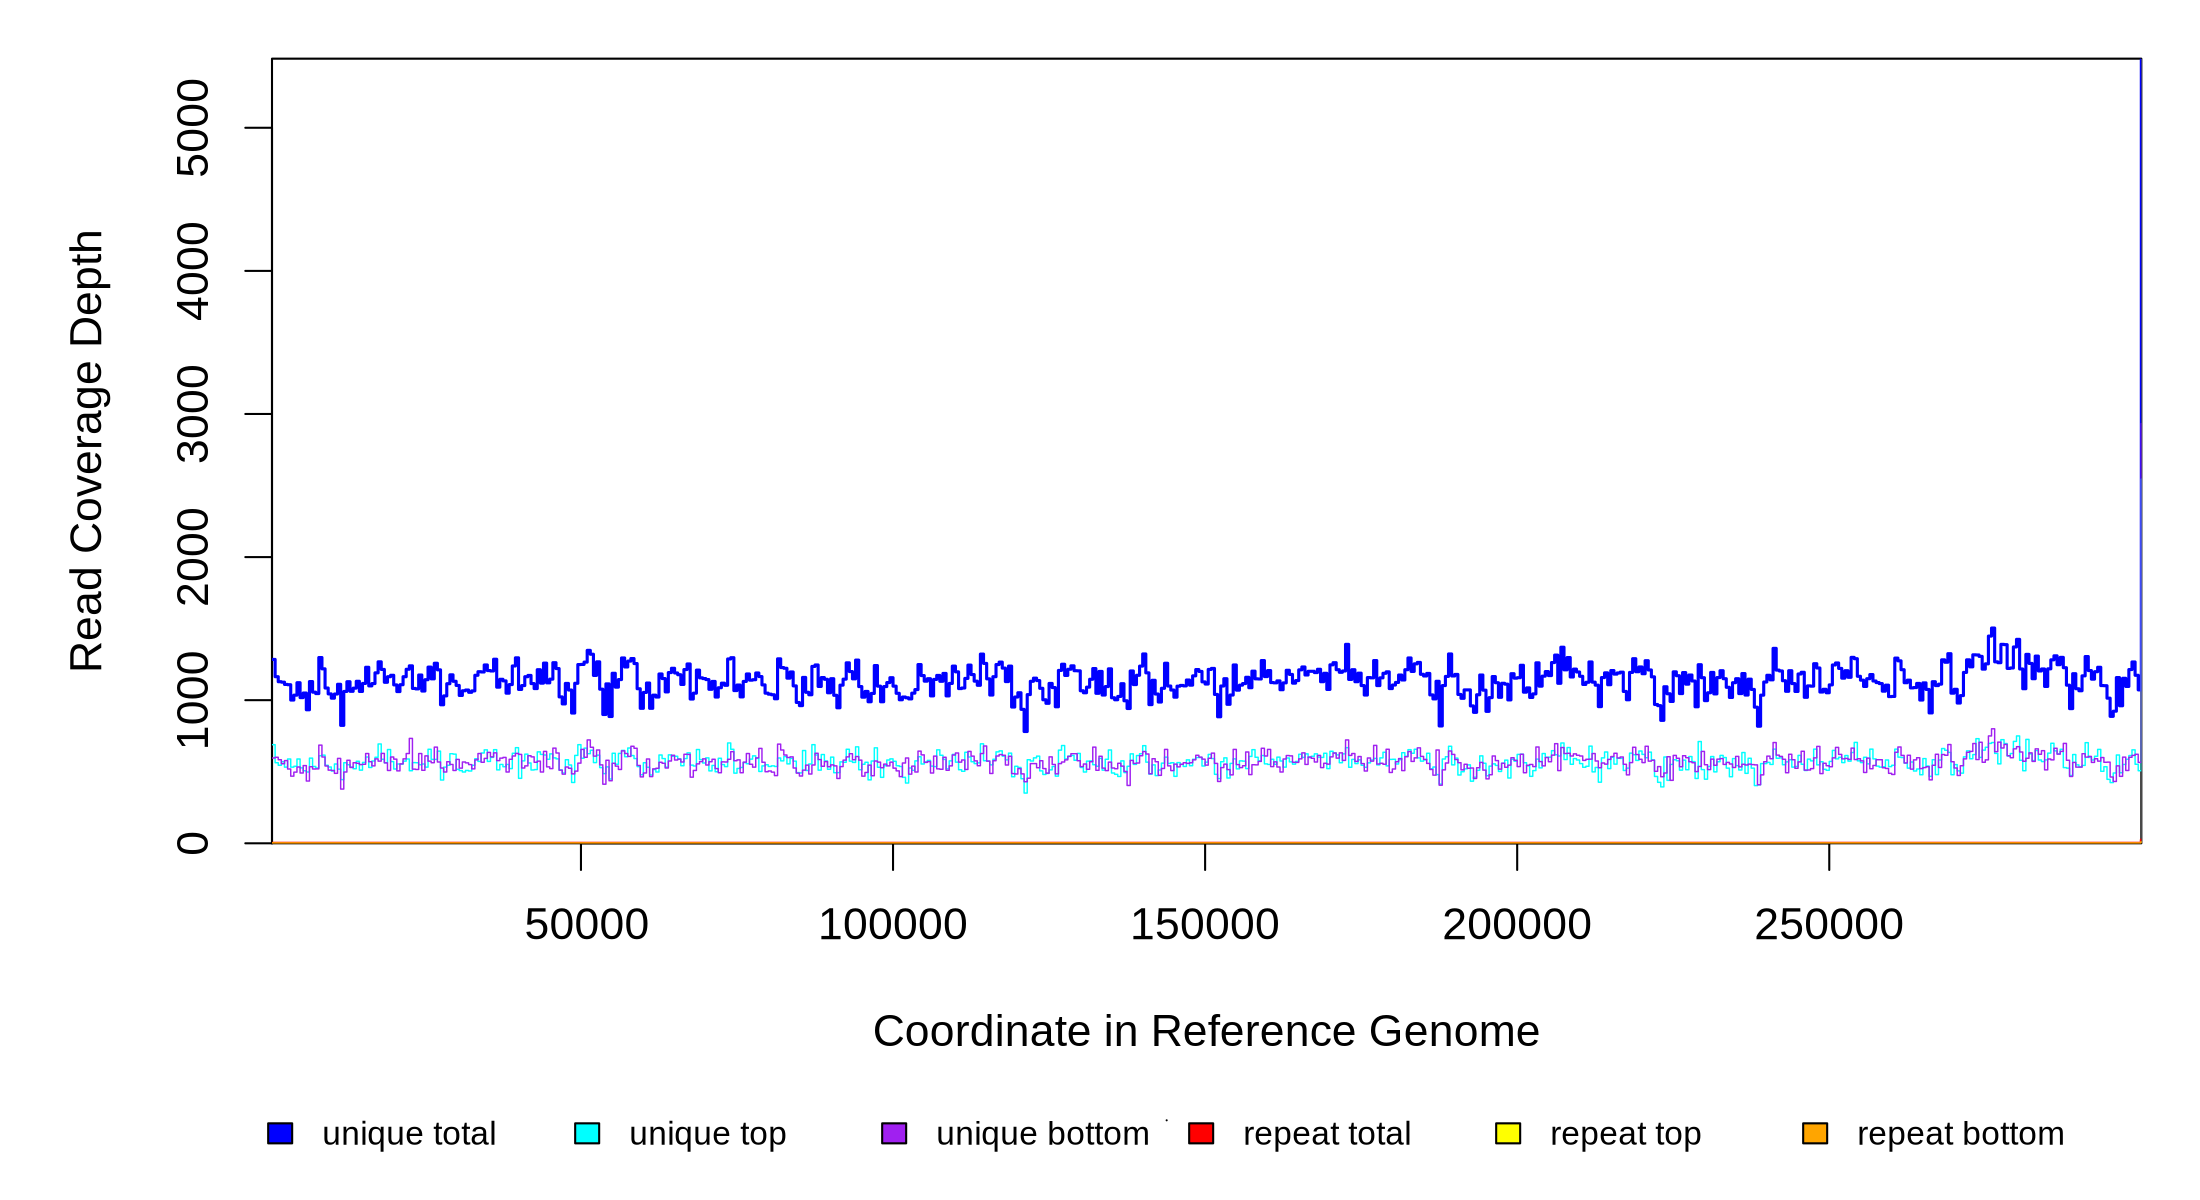 5000
4000
3000
2000
1000
0
Read Coverage Depth
50000 100000 150000 200000 250000
Coordinate in Reference Genome
unique total unique top unique bottom repeat total repeat top repeat bottom